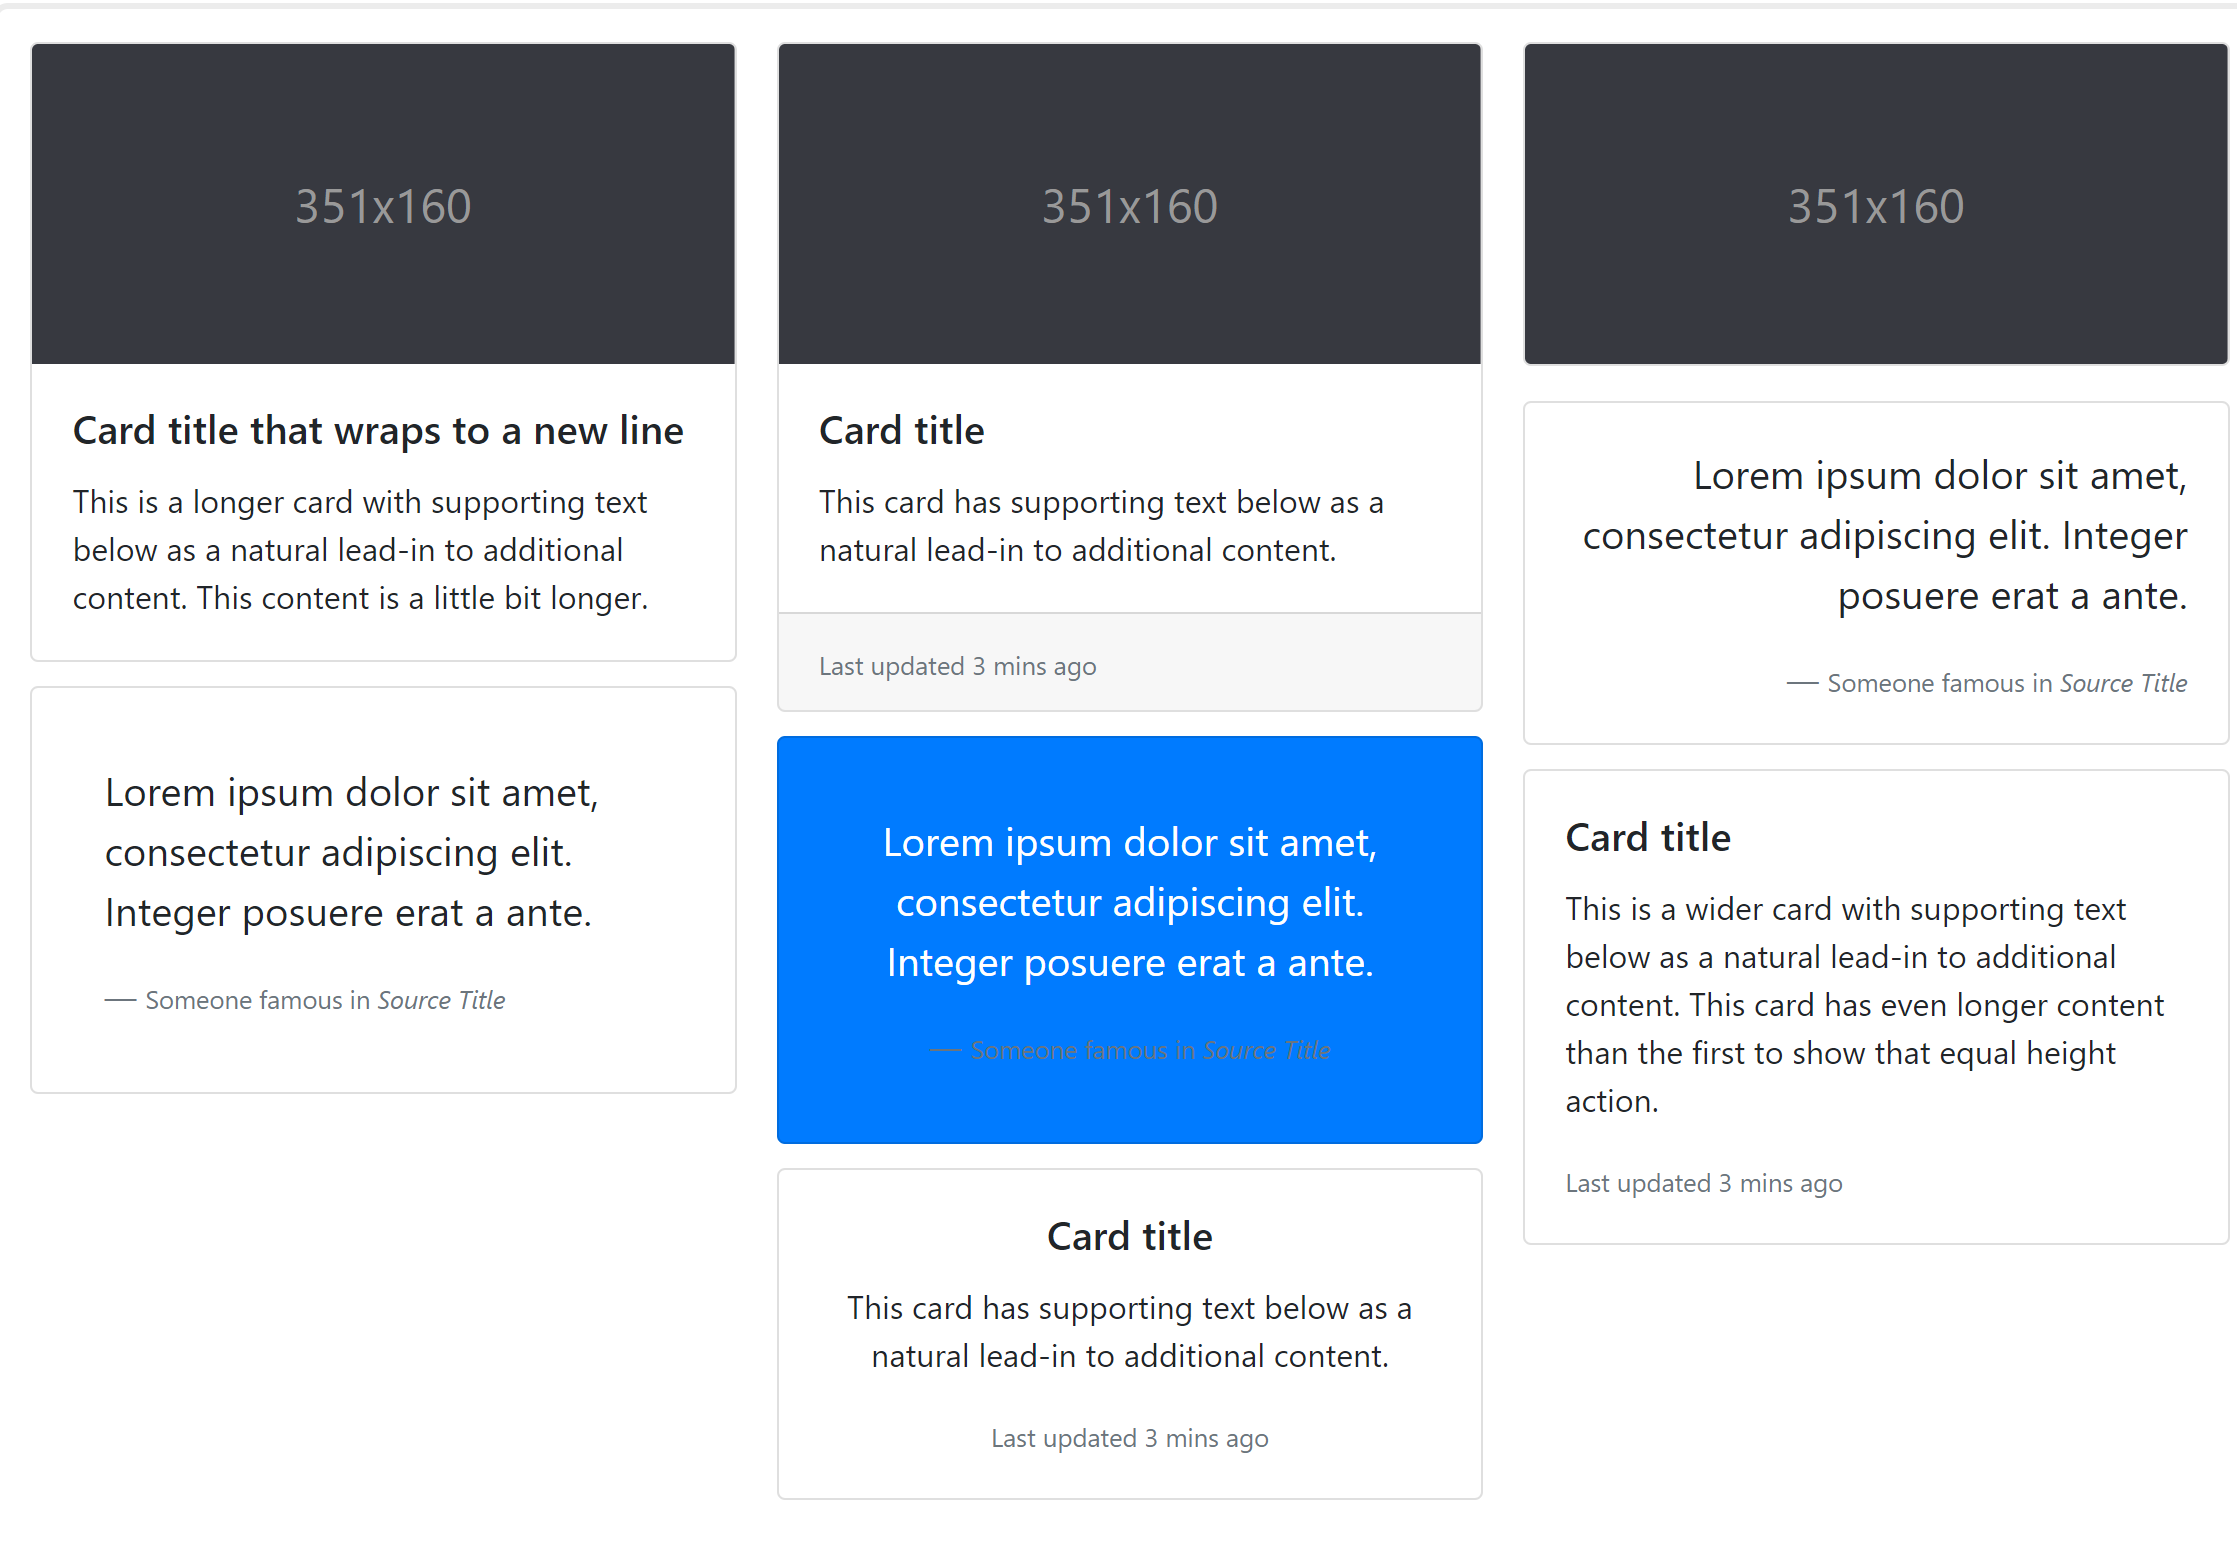 351x160
Card title that wraps to a new line
This is a longer card with supporting text
below as a natural lead-in to additional
content. This content is a little bit longer.
Lorem ipsum dolor sit amet,
consectetur adipiscing elit.
Integer posuere erat a ante.
— Someone famous in Source Title
351x160
Card title
This card has supporting text below as a
natural lead-in to additional content.
Last updated 3 mins ago
Lorem ipsum dolor sit amet,
consectetur adipiscing elit.
Integer posuere erat a ante.
— Someone famous in Source Title
Card title
This card has supporting text below as a
natural lead-in to additional content.
Last updated 3 mins ago
351x160
Lorem ipsum dolor sit amet,
consectetur adipiscing elit. Integer
posuere erat a ante.
— Someone famous in Source Title
Card title
This is a wider card with supporting text
below as a natural lead-in to additional
content. This card has even longer content
than the first to show that equal height
action.
Last updated 3 mins ago